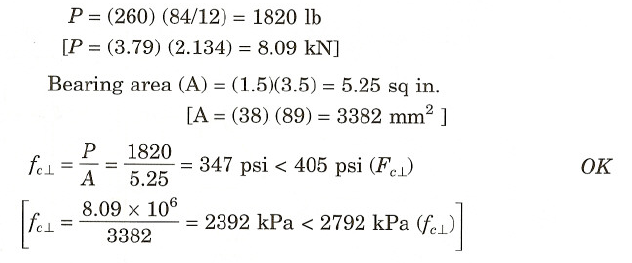 P = (260) (84/12) = 1820 lb
[P = (3.79) (2.134) = 8.09 kN]
Bearing area (A) = (1.5)(3.5) = 5.25 sq in.
[A = (38) (89) = 3382 mm² ]
f_c⊥ = P/A = 1820/5.25 = 347 psi < 405 psi (F_c⊥) OK
[f_c⊥ = 8.09 × 10⁶/3382 = 2392 kPa < 2792 kPa (f_c⊥)]